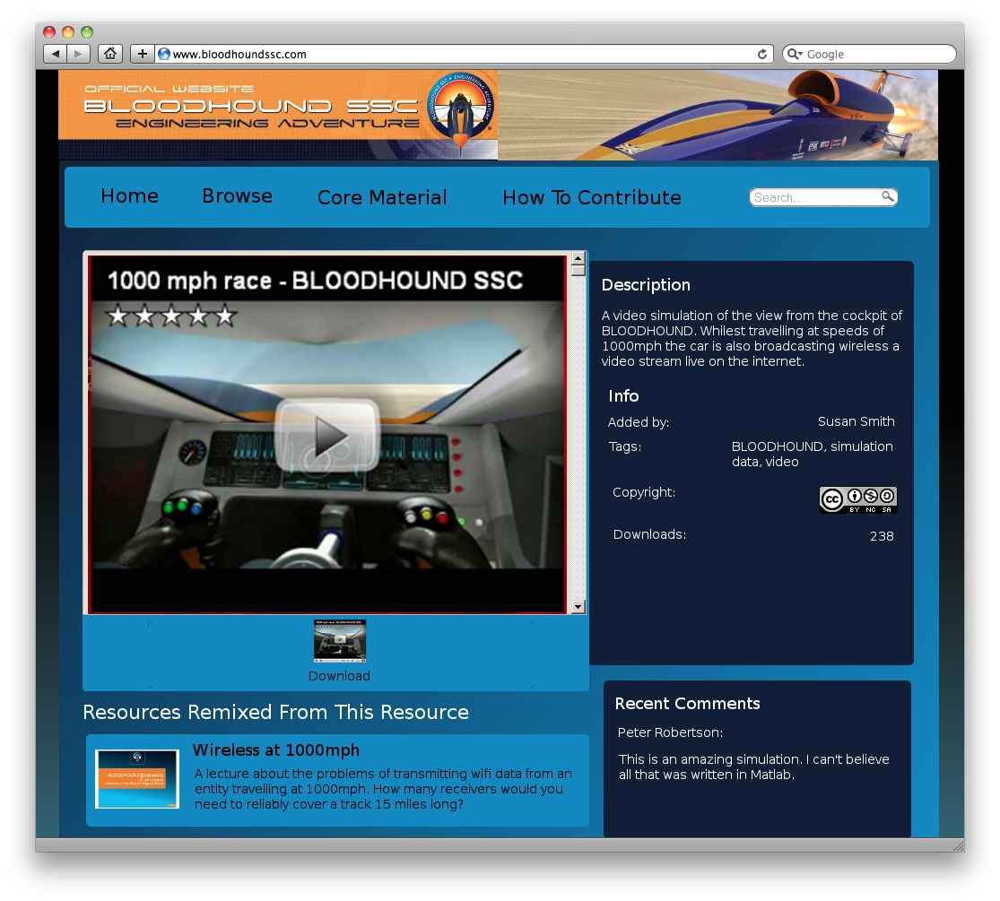 www.bloodhoundssc.com
Google
OFFICIAL WEBSITE
BLOODHOUND SSC
ENGINEERING ADVENTURE
Home
Browse
Core Material
How To Contribute
Search...
1000 mph race - BLOODHOUND SSC
Download
Description
A video simulation of the view from the cockpit of
BLOODHOUND. Whilest travelling at speeds of
1000mph the car is also broadcasting wireless a
video stream live on the internet.
Info
Added by:
Susan Smith
Tags:
BLOODHOUND, simulation
data, video
Copyright:
CC
BY NC SA
Downloads:
238
Resources Remixed From This Resource
Wireless at 1000mph
A lecture about the problems of transmitting wifi data from an
entity travelling at 1000mph. How many receivers would you
need to reliably cover a track 15 miles long?
Recent Comments
Peter Robertson:
This is an amazing simulation. I can't believe
all that was written in Matlab.